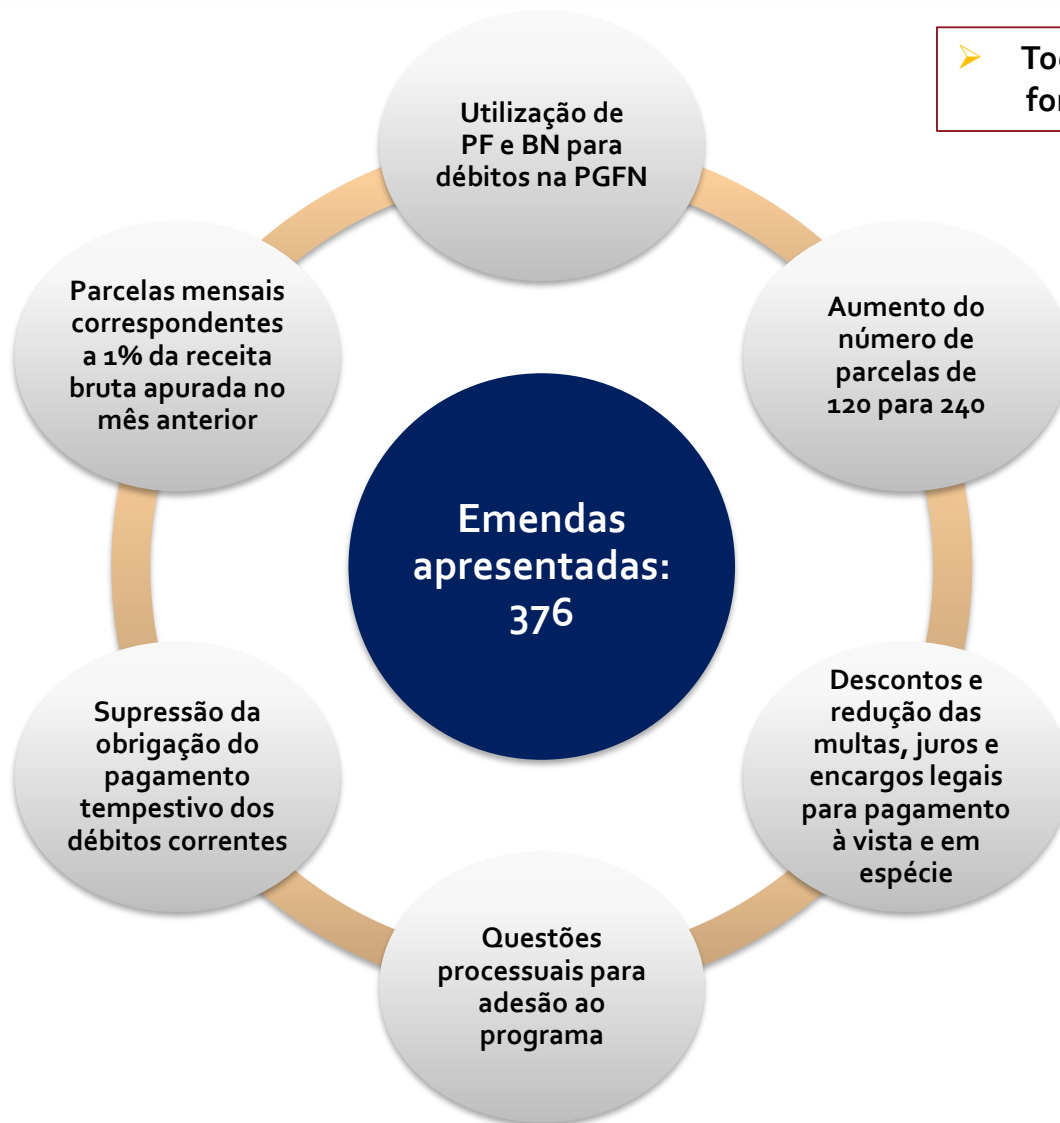 Utilização de
PF e BN para
débitos na PGFN
Aumento do
número de
parcelas de
120 para 240
Descontos e
redução das
multas, juros e
encargos legais
para pagamento
à vista e em
espécie
Questões
processuais para
adesão ao
programa
Supressão da
obrigação do
pagamento
tempestivo dos
débitos correntes
Parcelas mensais
correspondentes
a 1% da receita
bruta apurada no
mês anterior
Emendas
apresentadas:
376